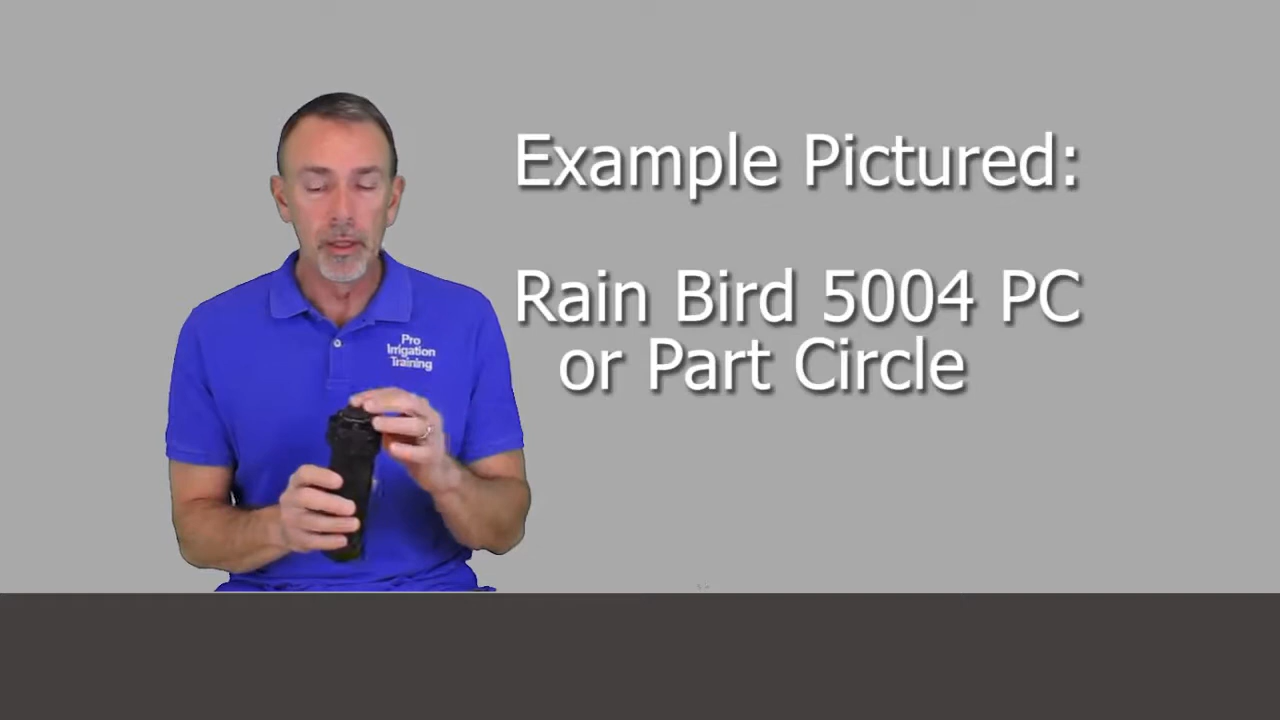 Example Pictured:
Rain Bird 5004 PC
or Part Circle
Pro
Irrigation
Training